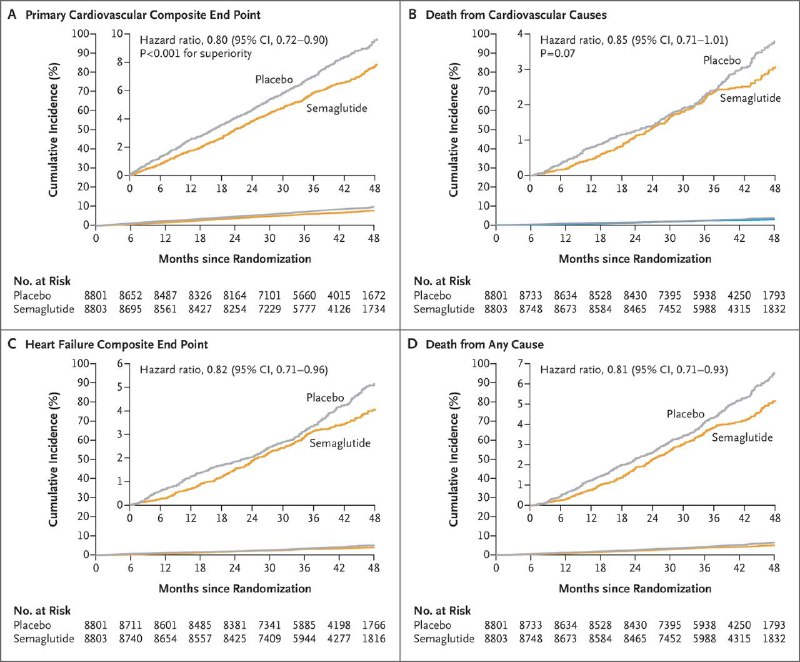 A Primary Cardiovascular Composite End Point
Cumulative Incidence (%)
100
90
80
70
60
50
40
30
20
10
0
10
8
6
4
2
0
Hazard ratio, 0.80 (95% CI, 0.72–0.90)
P<0.001 for superiority
Placebo
Semaglutide
0 6 12 18 24 30 36 42 48
0 6 12 18 24 30 36 42 48
Months since Randomization
No. at Risk
Placebo 8801 8652 8487 8326 8164 7101 5660 4015 1672
Semaglutide 8803 8695 8561 8427 8254 7229 5777 4126 1734
B Death from Cardiovascular Causes
Cumulative Incidence (%)
100
90
80
70
60
50
40
30
20
10
0
4
3
2
1
0
Hazard ratio, 0.85 (95% CI, 0.71–1.01)
P=0.07
Placebo
Semaglutide
0 6 12 18 24 30 36 42 48
0 6 12 18 24 30 36 42 48
Months since Randomization
No. at Risk
Placebo 8801 8733 8634 8528 8430 7395 5938 4250 1793
Semaglutide 8803 8748 8673 8584 8465 7452 5988 4315 1832
C Heart Failure Composite End Point
Cumulative Incidence (%)
100
90
80
70
60
50
40
30
20
10
0
6
5
4
3
2
1
0
Hazard ratio, 0.82 (95% CI, 0.71–0.96)
Placebo
Semaglutide
0 6 12 18 24 30 36 42 48
0 6 12 18 24 30 36 42 48
Months since Randomization
No. at Risk
Placebo 8801 8711 8601 8485 8381 7341 5885 4198 1766
Semaglutide 8803 8740 8654 8557 8425 7409 5944 4277 1816
D Death from Any Cause
Cumulative Incidence (%)
100
90
80
70
60
50
40
30
20
10
0
7
6
5
4
3
2
1
0
Hazard ratio, 0.81 (95% CI, 0.71–0.93)
Placebo
Semaglutide
0 6 12 18 24 30 36 42 48
0 6 12 18 24 30 36 42 48
Months since Randomization
No. at Risk
Placebo 8801 8733 8634 8528 8430 7395 5938 4250 1793
Semaglutide 8803 8748 8673 8584 8465 7452 5988 4315 1832